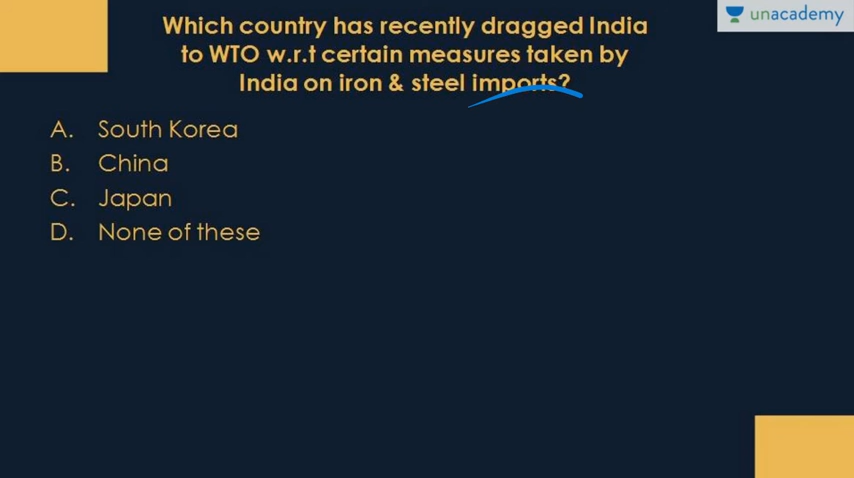 Which country has recently dragged India
to WTO w.r.t certain measures taken by
India on iron & steel imports?
unacademy
A. South Korea
B. China
C. Japan
D. None of these